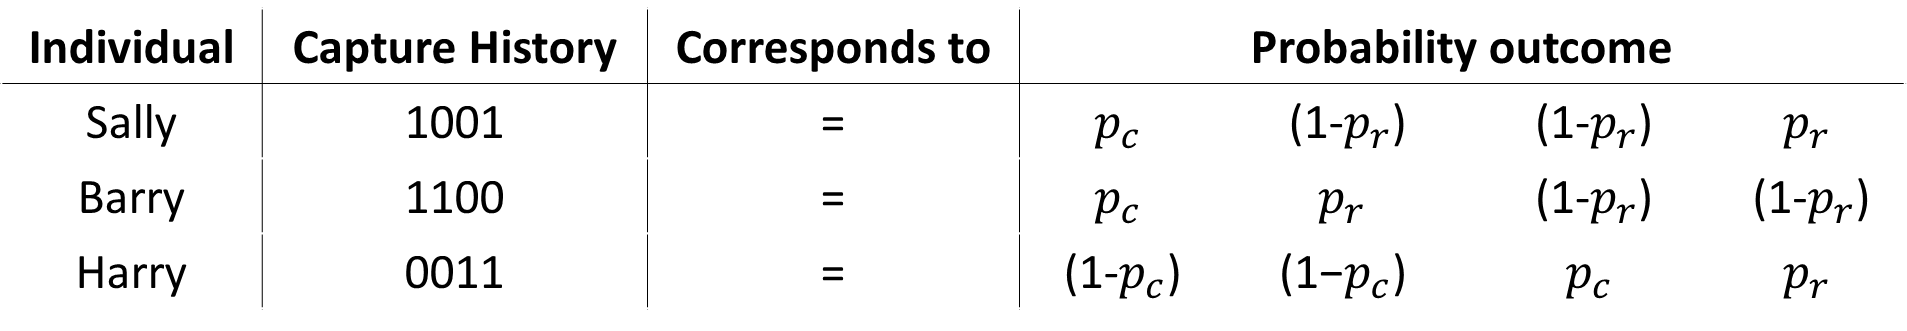 Individual Capture History Corresponds to Probability outcome
Sally 1001 = p_c (1-p_r) (1-p_r) p_r
Barry 1100 = p_c p_r (1-p_r) (1-p_r)
Harry 0011 = (1-p_c) (1−p_c) p_c p_r